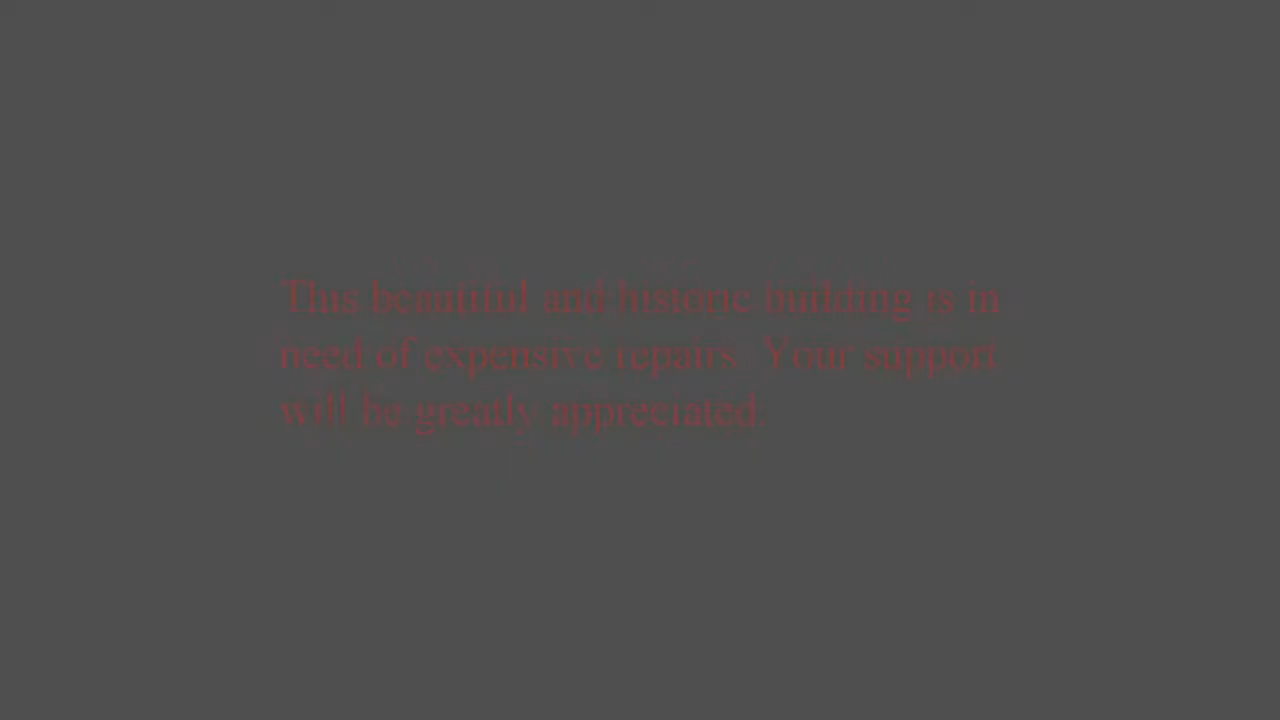 This beautiful and historic building is in
need of expensive repairs. Your support
will be greatly appreciated.